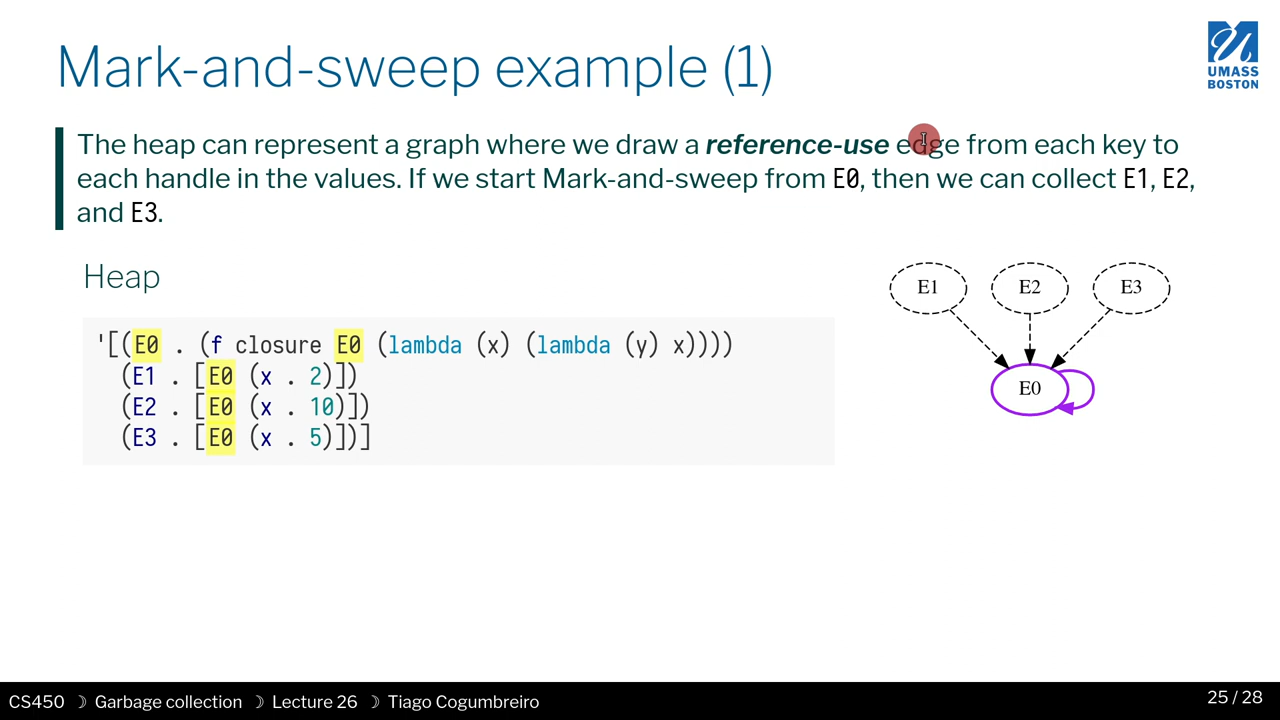 Mark-and-sweep example (1)
UMASS
BOSTON
The heap can represent a graph where we draw a reference-use edge from each key to
each handle in the values. If we start Mark-and-sweep from E0, then we can collect E1, E2,
and E3.
Heap
'[(E0 . (f closure E0 (lambda (x) (lambda (y) x))))
(E1 . [E0 (x . 2)])
(E2 . [E0 (x . 10)])
(E3 . [E0 (x . 5)])]
E1 E2 E3
E0
CS450 ☽ Garbage collection ☽ Lecture 26 ☽ Tiago Cogumbreiro
25 / 28